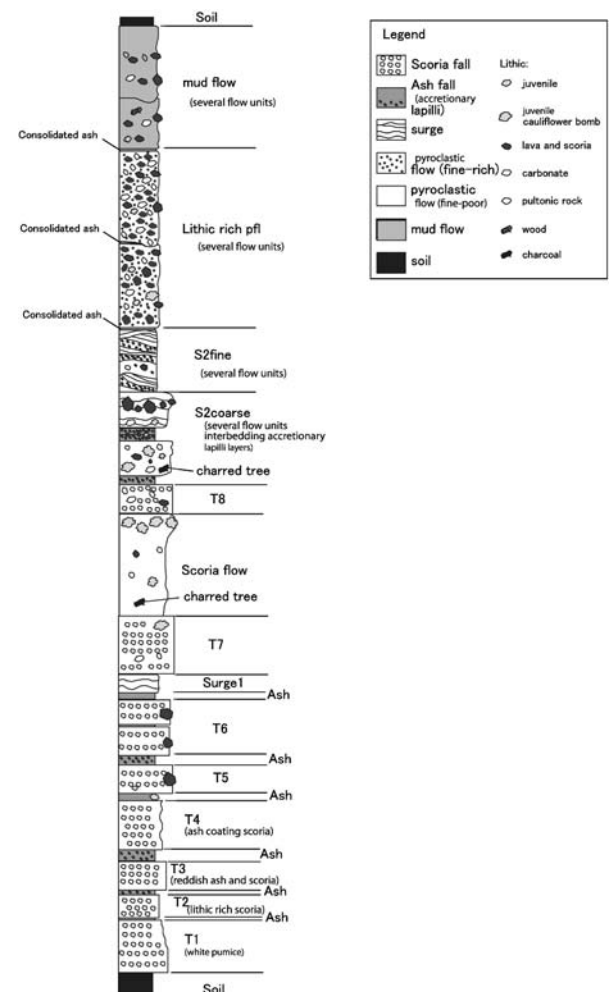 Soil
mud flow
(several flow units)
Consolidated ash
Lithic rich pfl
(several flow units)
Consolidated ash
Consolidated ash
S2fine
(several flow units)
S2coarse
(several flow units
interbedding accretionary
lapilli layers)
charred tree
T8
Scoria flow
charred tree
T7
Surge1
Ash
T6
Ash
T5
Ash
T4
(ash coating scoria)
Ash
T3
(reddish ash and scoria)
Ash
T2
(lithic rich scoria)
Ash
T1
(white pumice)
Soil
Legend
Scoria fall
Ash fall
(accretionary
lapilli)
surge
pyroclastic
flow (fine-rich)
pyroclastic
flow (fine-poor)
mud flow
soil
Lithic:
juvenile
juvenile
cauliflower bomb
lava and scoria
carbonate
pultonic rock
wood
charcoal